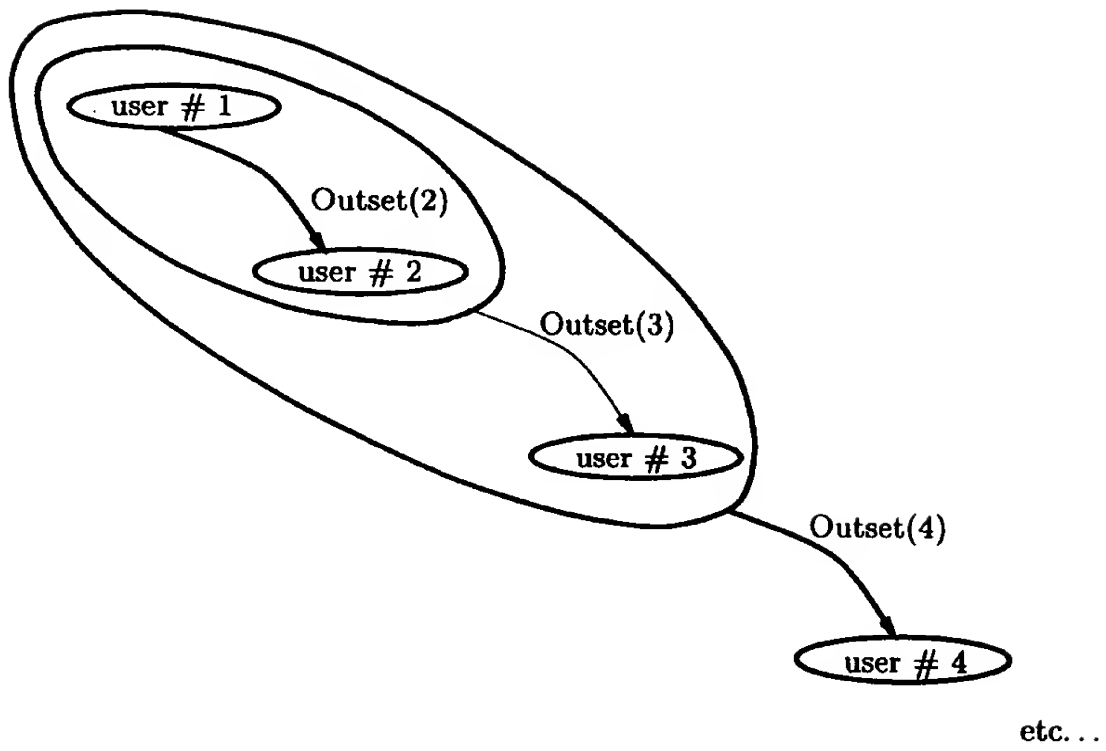 user # 1
Outset(2)
user # 2
Outset(3)
user # 3
Outset(4)
user # 4
etc...